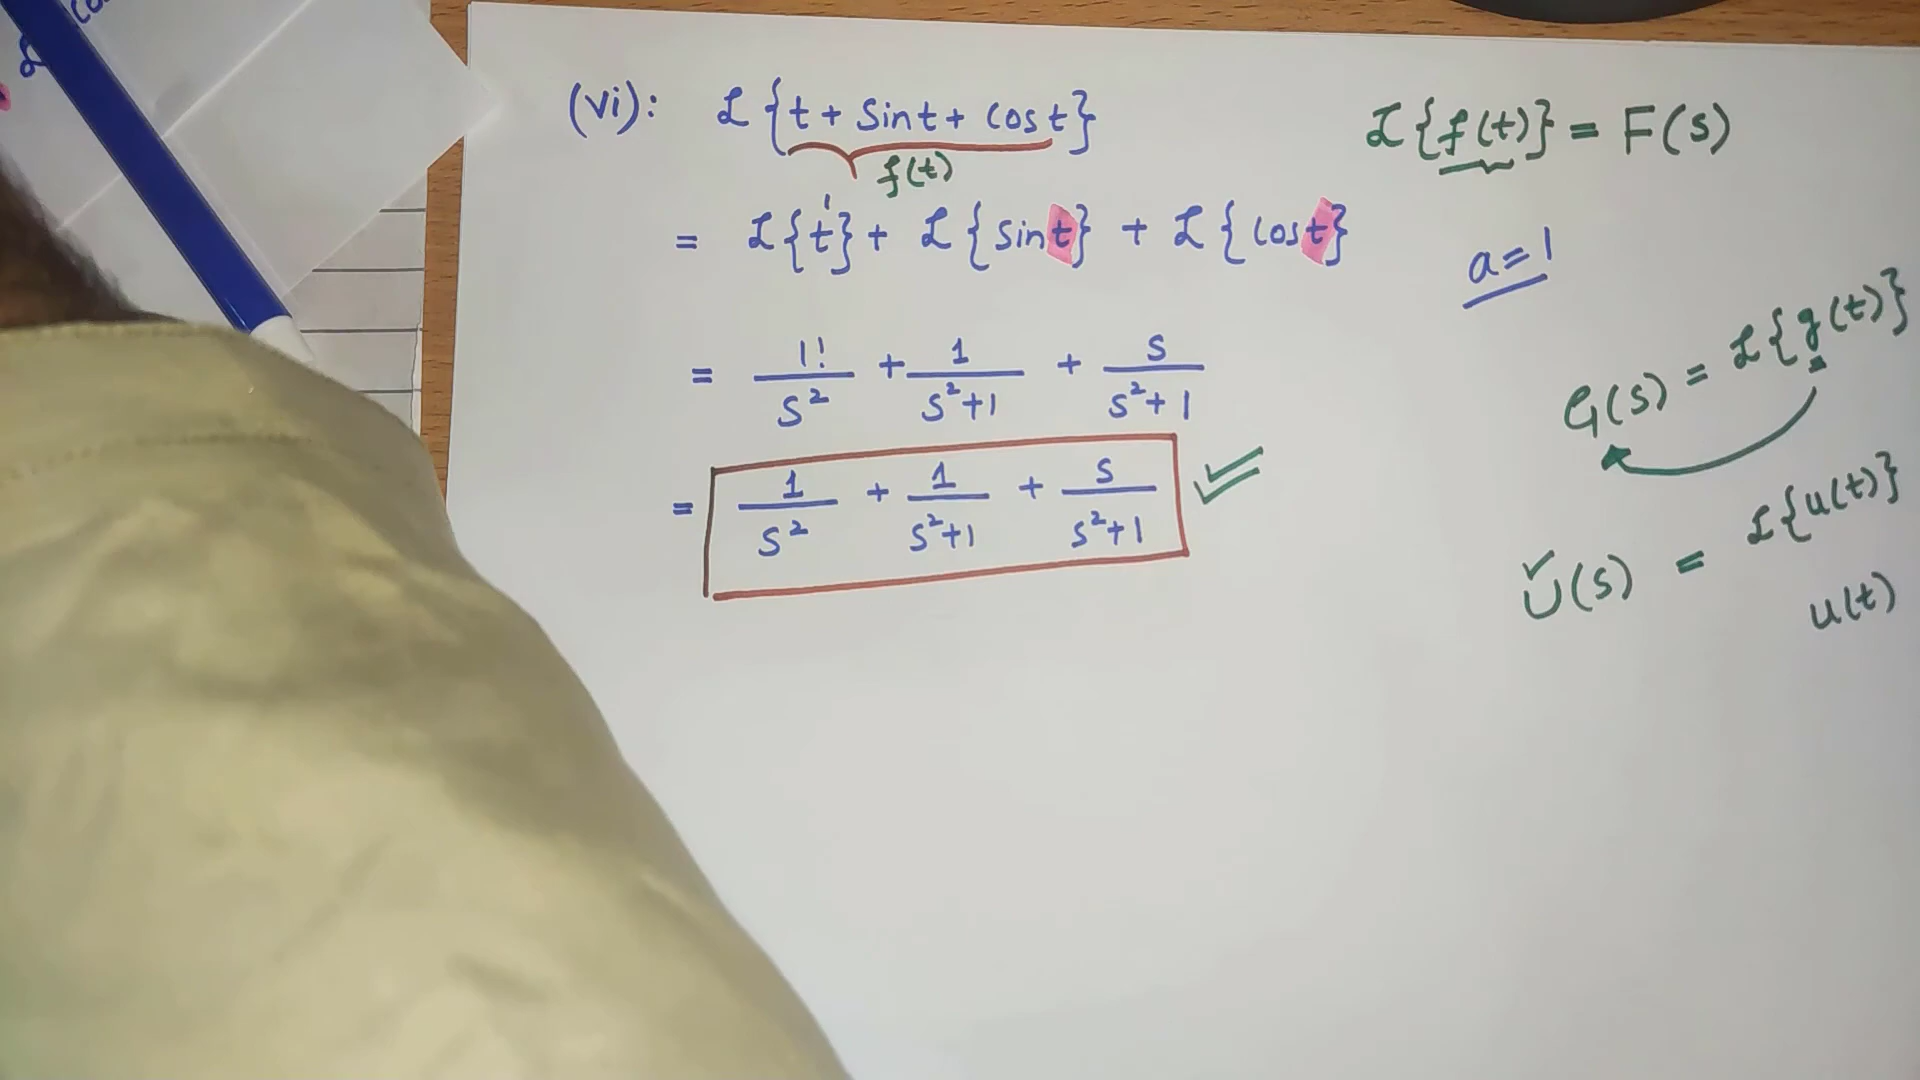 (vi): ℒ{t + Sint + Cost}
f(t)
= ℒ{t¹} + ℒ{Sint} + ℒ{Cost}
= 1!/S² + 1/S²+1 + S/S²+1
= 1/S² + 1/S²+1 + S/S²+1
ℒ{f(t)} = F(S)
a=1
G(S) = ℒ{g(t)}
U(S) = ℒ{u(t)}
u(t)